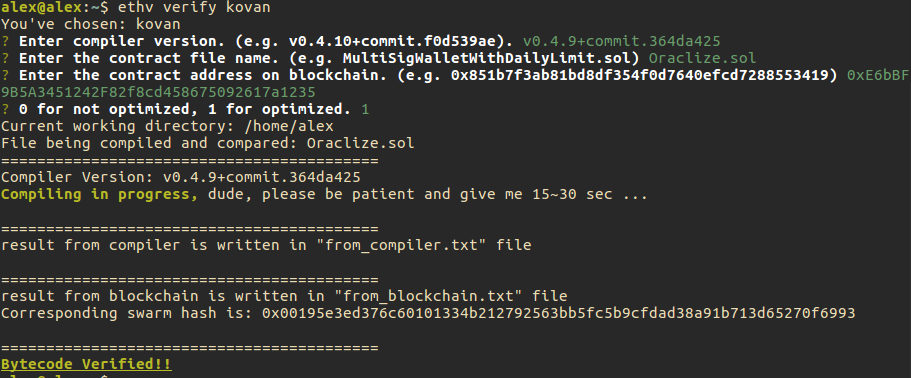 alex@alex:~$ ethv verify kovan
You've chosen: kovan
? Enter compiler version. (e.g. v0.4.10+commit.f0d539ae). v0.4.9+commit.364da425
? Enter the contract file name. (e.g. MultiSigWalletWithDailyLimit.sol) Oraclize.sol
? Enter the contract address on blockchain. (e.g. 0x851b7f3ab81bd8df354f0d7640efcd7288553419) 0xE6bBF
9B5A3451242F82f8cd458675092617a1235
? 0 for not optimized, 1 for optimized. 1
Current working directory: /home/alex
File being compiled and compared: Oraclize.sol
==========================================
Compiler Version: v0.4.9+commit.364da425
Compiling in progress, dude, please be patient and give me 15~30 sec ...
==========================================
result from compiler is written in "from_compiler.txt" file
==========================================
result from blockchain is written in "from_blockchain.txt" file
Corresponding swarm hash is: 0x00195e3ed376c60101334b212792563bb5fc5b9cfdad38a91b713d65270f6993
==========================================
Bytecode Verified!!